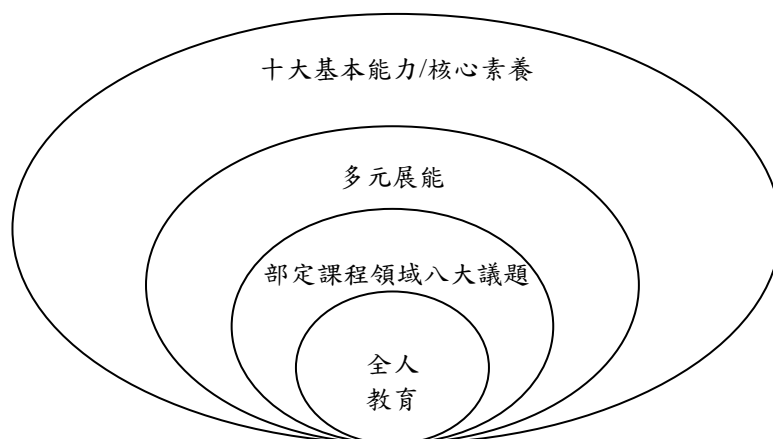 十大基本能力/核心素養
多元展能
部定課程領域八大議題
全人
教育